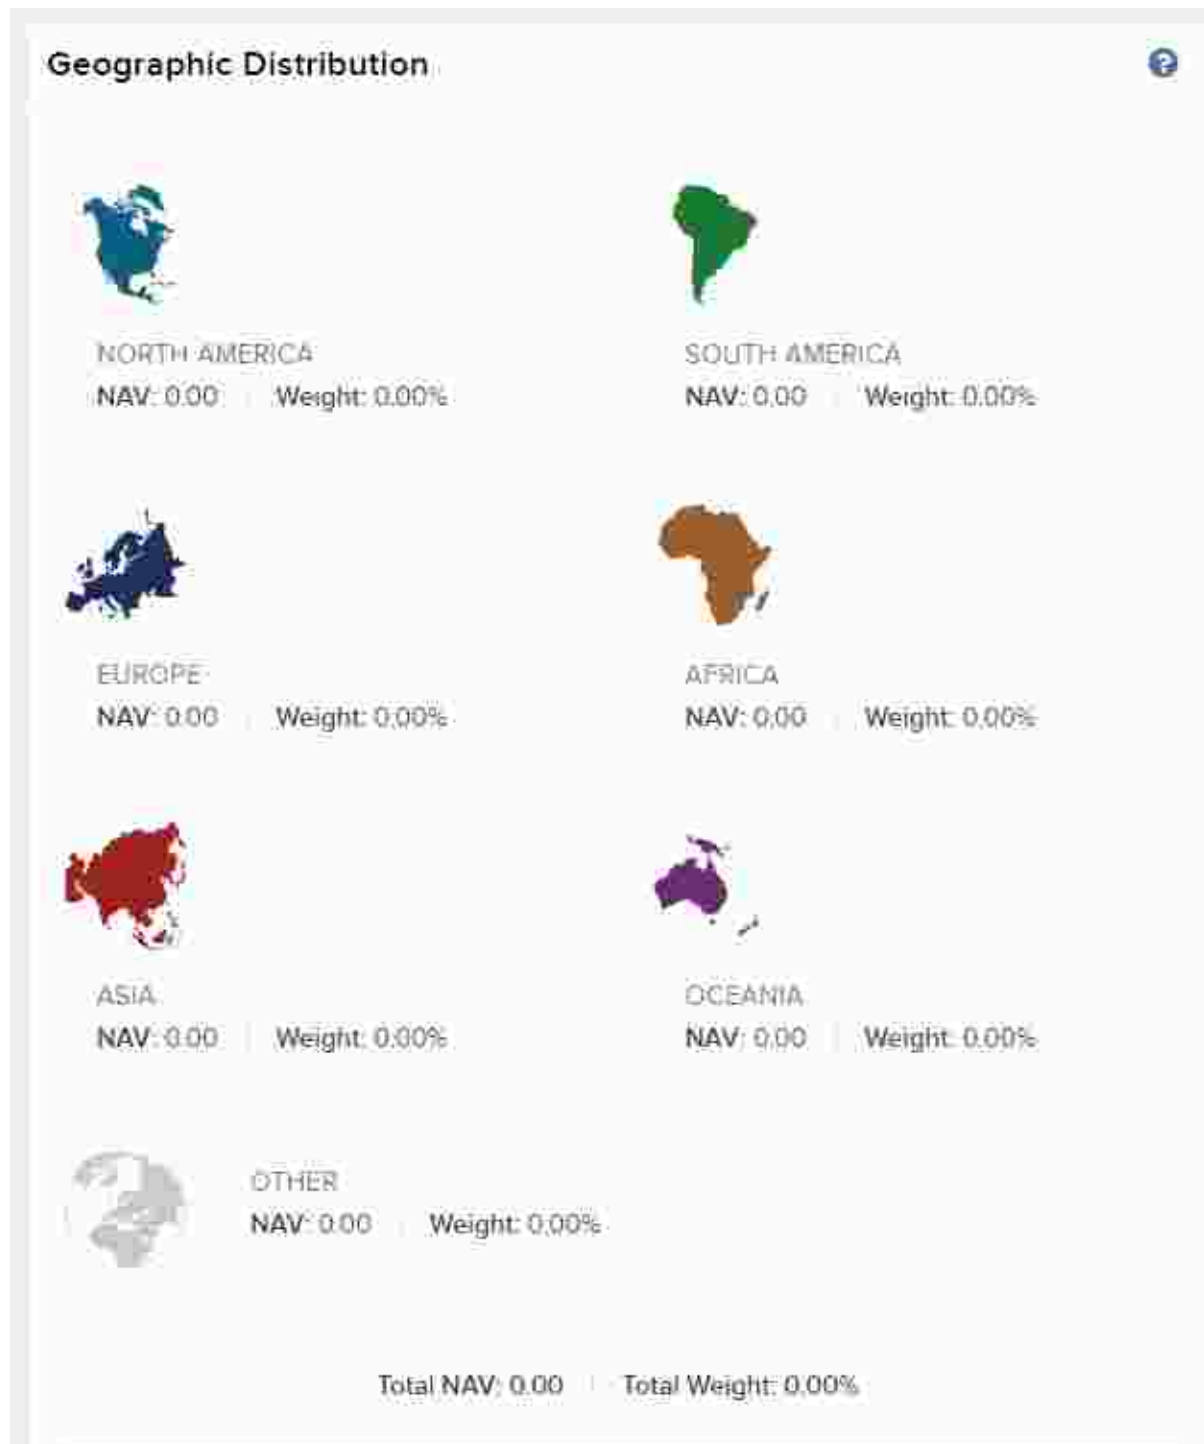 Geographic Distribution
NORTH AMERICA
NAV: 0.00 Weight: 0.00%
SOUTH AMERICA
NAV: 0.00 Weight: 0.00%
EUROPE
NAV: 0.00 Weight: 0.00%
AFRICA
NAV: 0.00 Weight: 0.00%
ASIA
NAV: 0.00 Weight: 0.00%
OCEANIA
NAV: 0.00 Weight: 0.00%
OTHER
NAV: 0.00 Weight: 0.00%
Total NAV: 0.00 Total Weight: 0.00%